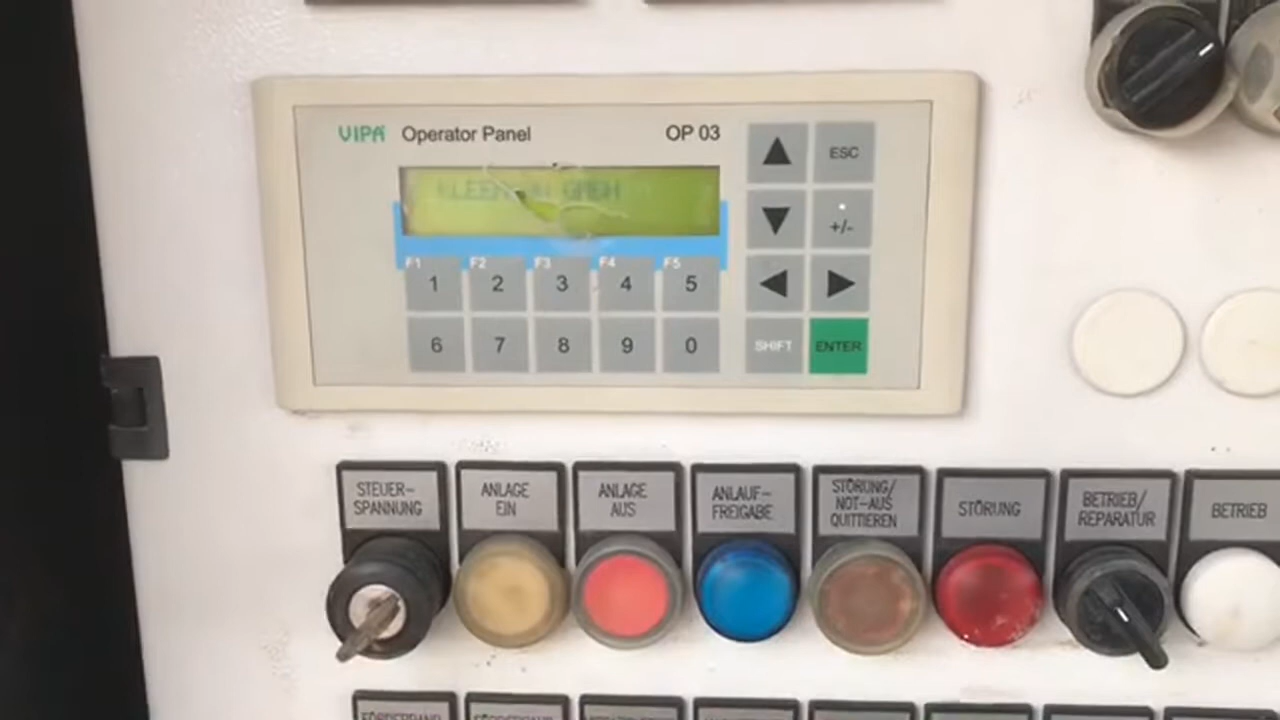 VIPA Operator Panel OP 03
ESC
+/-
F1 F2 F3 F4 F5
1 2 3 4 5
6 7 8 9 0
SHIFT ENTER
STEUER-
SPANNUNG
ANLAGE
EIN
ANLAGE
AUS
ANLAUF-
FREIGABE
STÖRUNG/
NOT-AUS
QUITTIEREN
STÖRUNG
BETRIEB/
REPARATUR
BETRIEB